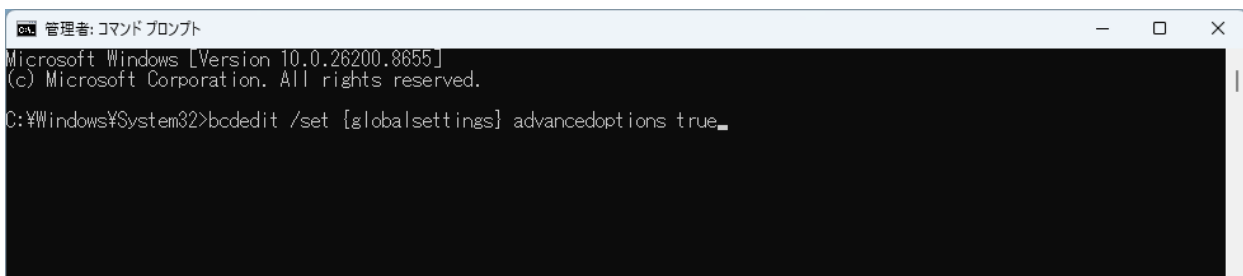 管理者: コマンド プロンプト
Microsoft Windows [Version 10.0.26200.8655]
(c) Microsoft Corporation. All rights reserved.
C:¥Windows¥System32>bcdedit /set {globalsettings} advancedoptions true